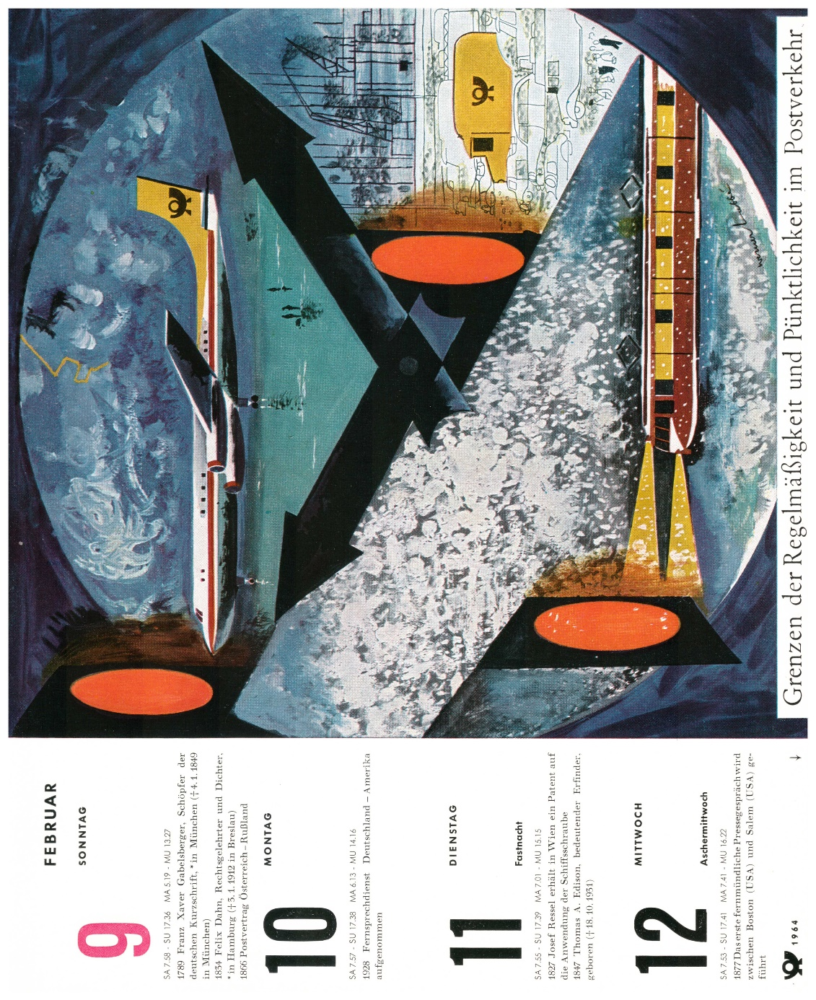 Grenzen der Regelmäßigkeit und Pünktlichkeit im Postverkehr
FEBRUAR
9
SONNTAG
SA 7.58 - SU 17.36 MA 5.19 - MU 13.27
1789 Franz Xaver Gabelsberger, Schöpfer der
deutschen Kurzschrift, * in München († 4. 1. 1849
in München)
1834 Felix Dahn, Rechtsgelehrter und Dichter,
* in Hamburg († 3. 1. 1912 in Breslau)
1866 Postvertrag Österreich – Rußland
10
MONTAG
SA 7.57 - SU 17.38 MA 6.13 - MU 14.16
1928 Fernsprechdienst Deutschland – Amerika
aufgenommen
11
DIENSTAG
Fastnacht
SA 7.55 - SU 17.39 MA 7.01 - MU 15.15
1827 Josef Ressel erhält in Wien ein Patent auf
die Anwendung der Schiffsschraube
1847 Thomas A. Edison, bedeutender Erfinder,
geboren († 18. 10. 1931)
12
MITTWOCH
Aschermittwoch
SA 7.53 - SU 17.41 MA 7.41 - MU 16.22
1877 Das erste fernmündliche Pressegespräch wird
zwischen Boston (USA) und Salem (USA) ge-
führt
1964